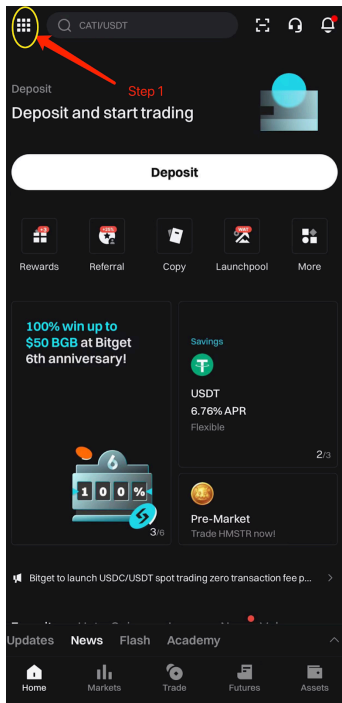 CATI/USDT
Deposit
Step 1
Deposit and start trading
Deposit
Rewards
Referral
Copy
Launchpool
More
100% win up to
$50 BGB at Bitget
6th anniversary!
6
1 0 0 %
3/6
Savings
USDT
6.76% APR
Flexible
2/3
Pre-Market
Trade HMSTR now!
Bitget to launch USDC/USDT spot trading zero transaction fee p...
Updates
News
Flash
Academy
Home
Markets
Trade
Futures
Assets